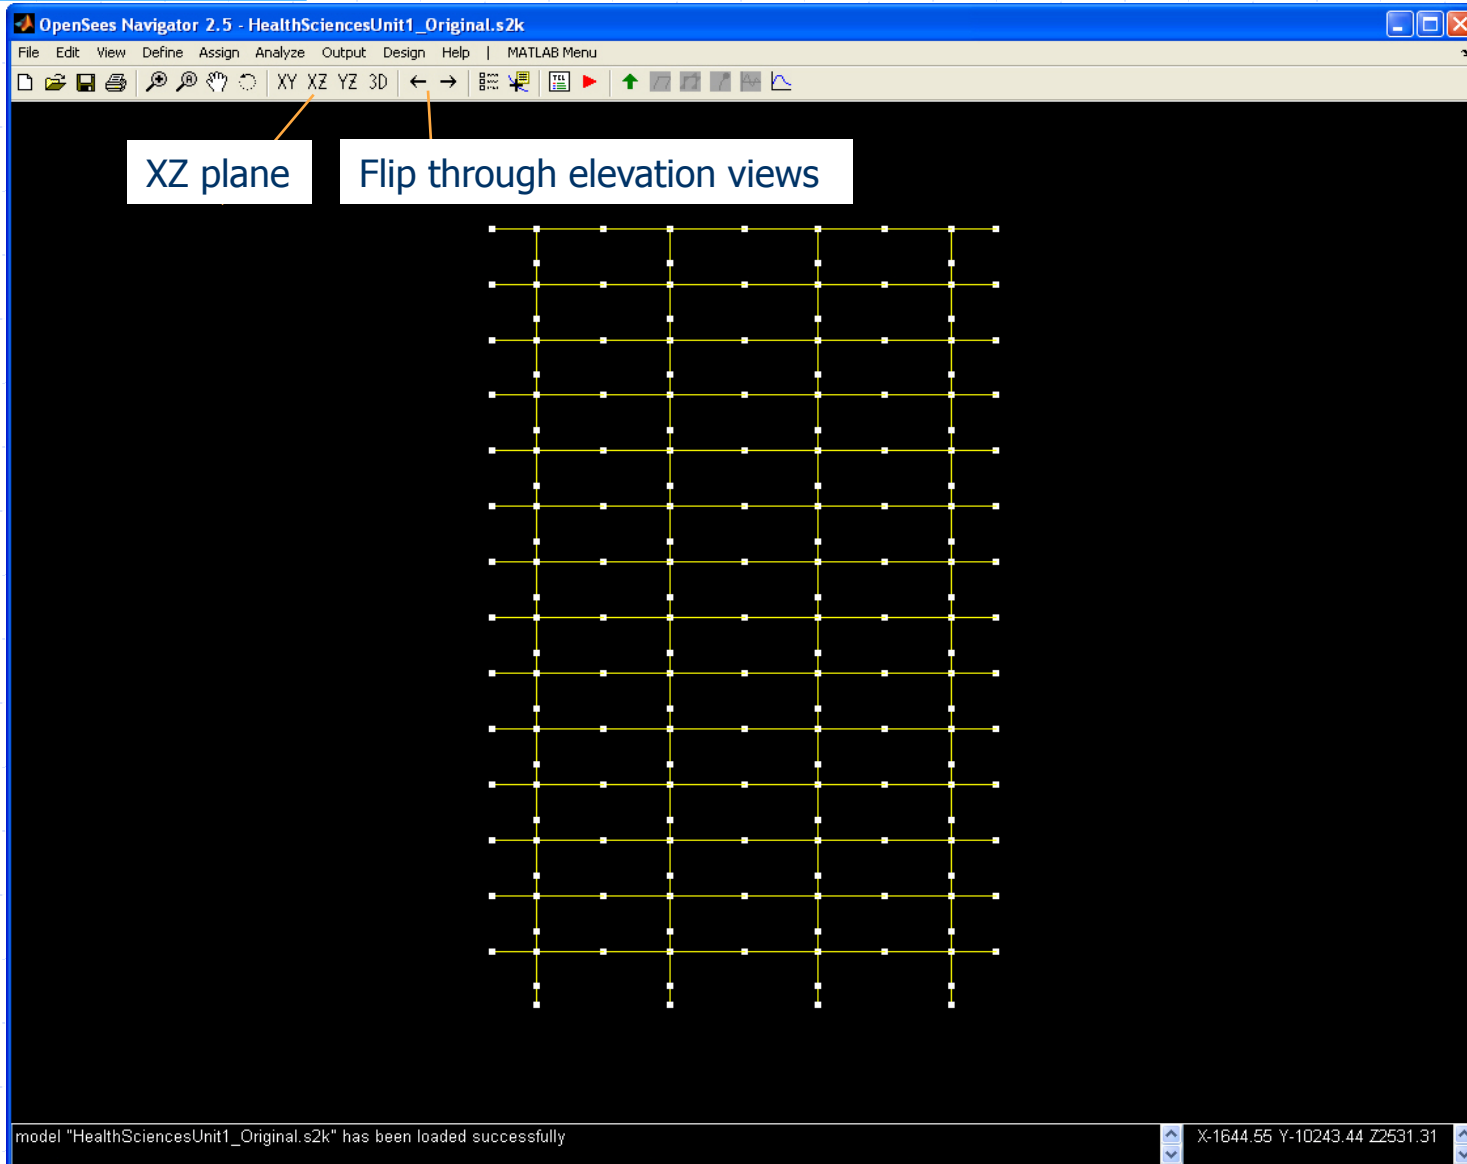 OpenSees Navigator 2.5 - HealthSciencesUnit1_Original.s2k
File Edit View Define Assign Analyze Output Design Help | MATLAB Menu
XY XZ YZ 3D TCL
XZ plane
Flip through elevation views
model "HealthSciencesUnit1_Original.s2k" has been loaded successfully
X-1644.55 Y-10243.44 Z2531.31